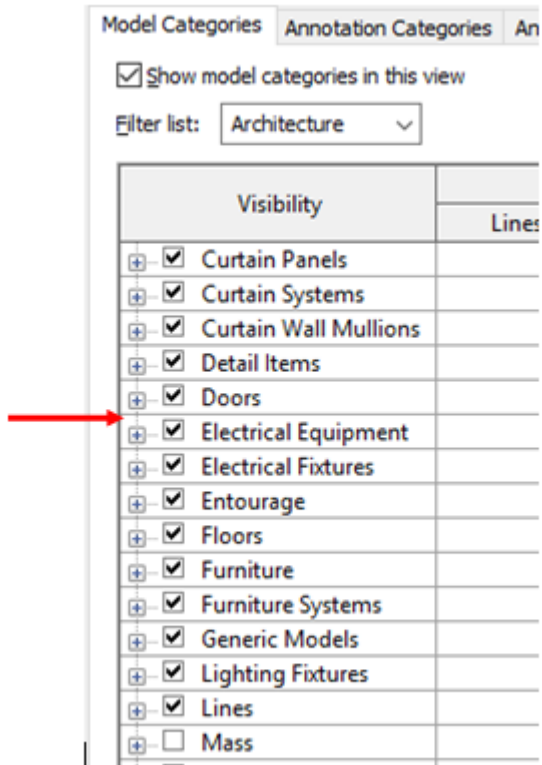 Model Categories Annotation Categories An
Show model categories in this view
Filter list: Architecture
Visibility
Lines
Curtain Panels
Curtain Systems
Curtain Wall Mullions
Detail Items
Doors
Electrical Equipment
Electrical Fixtures
Entourage
Floors
Furniture
Furniture Systems
Generic Models
Lighting Fixtures
Lines
Mass